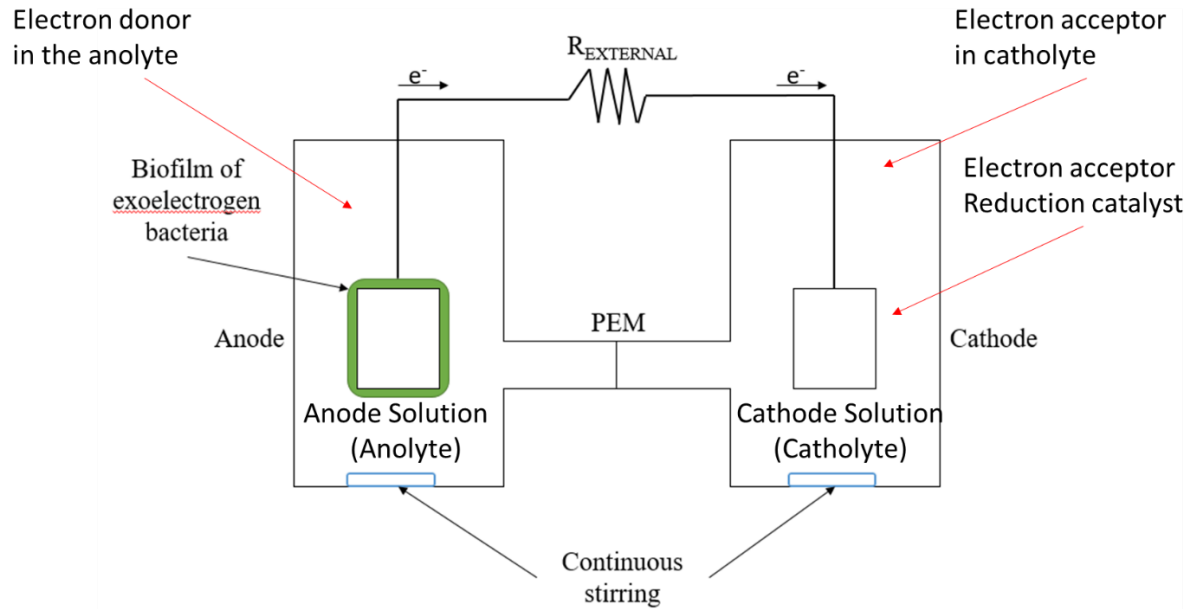 Electron donor
in the anolyte
Electron acceptor
in catholyte
R_EXTERNAL
e-
e-
Biofilm of
exoelectrogen
bacteria
Electron acceptor
Reduction catalyst
Anode
PEM
Cathode
Anode Solution
(Anolyte)
Cathode Solution
(Catholyte)
Continuous
stirring